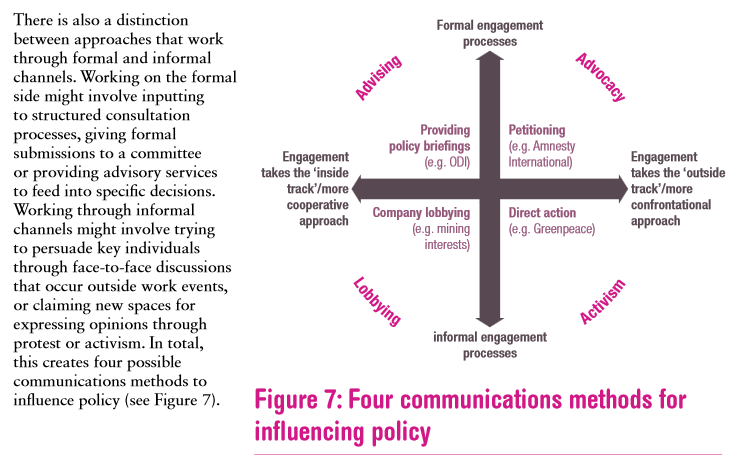 There is also a distinction
between approaches that work
through formal and informal
channels. Working on the formal
side might involve inputting
to structured consultation
processes, giving formal
submissions to a committee
or providing advisory services
to feed into specific decisions.
Working through informal
channels might involve trying
to persuade key individuals
through face-to-face discussions
that occur outside work events,
or claiming new spaces for
expressing opinions through
protest or activism. In total,
this creates four possible
communications methods to
influence policy (see Figure 7).
Formal engagement
processes
Advising
Advocacy
Providing
policy briefings
(e.g. ODI)
Petitioning
(e.g. Amnesty
International)
Engagement
takes the ‘inside
track’/more
cooperative
approach
Engagement
takes the ‘outside
track’/more
confrontational
approach
Company lobbying
(e.g. mining
interests)
Direct action
(e.g. Greenpeace)
Lobbying
Activism
informal engagement
processes
Figure 7: Four communications methods for
influencing policy